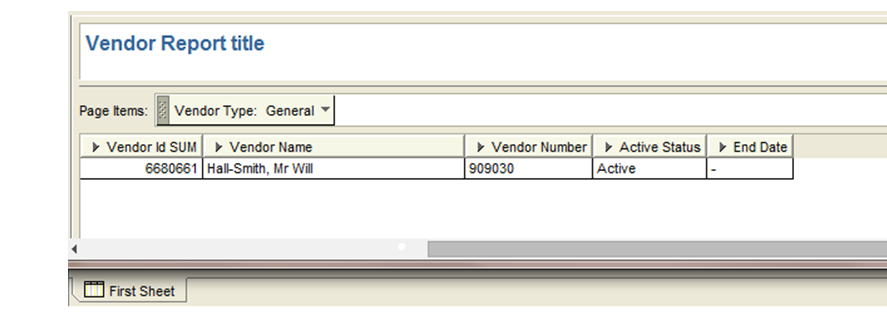 Vendor Report title
Page Items: Vendor Type: General
Vendor Id SUM Vendor Name Vendor Number Active Status End Date
6680661 Hall-Smith, Mr Will 909030 Active -
First Sheet